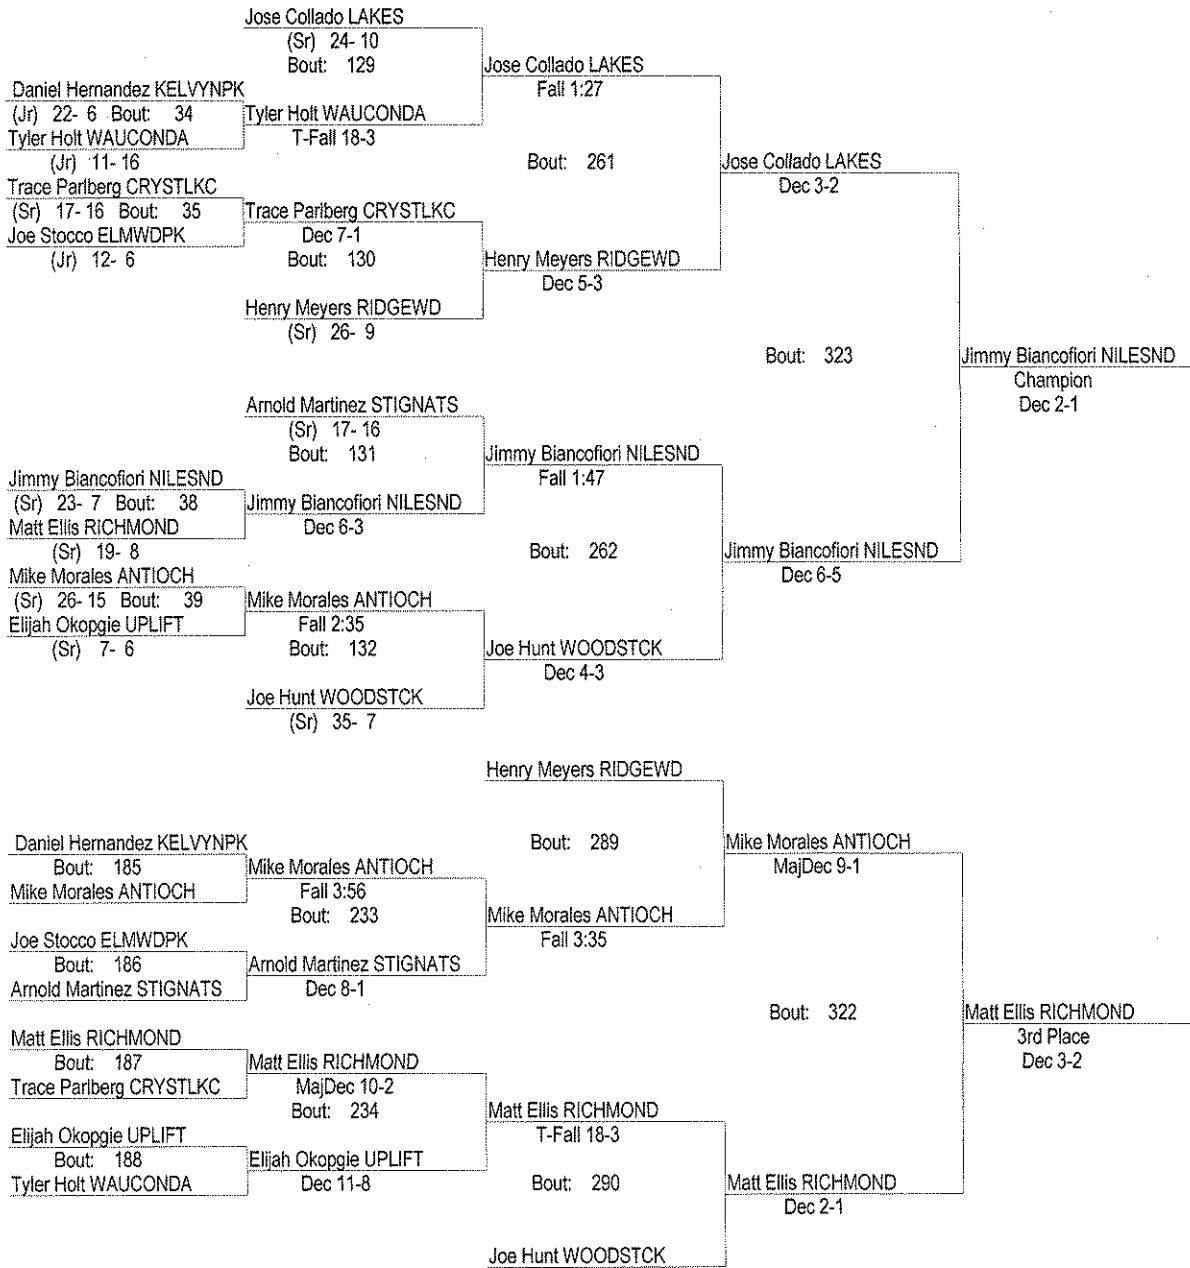 Jose Collado LAKES
(Sr) 24- 10
Bout: 129
Jose Collado LAKES
Fall 1:27
Daniel Hernandez KELVYNPK
(Jr) 22- 6 Bout: 34
Tyler Holt WAUCONDA
T-Fall 18-3
Tyler Holt WAUCONDA
(Jr) 11- 16
Bout: 261
Jose Collado LAKES
Dec 3-2
Trace Parlberg CRYSTLKC
(Sr) 17- 16 Bout: 35
Trace Parlberg CRYSTLKC
Dec 7-1
Joe Stocco ELMWDPK
(Jr) 12- 6
Bout: 130
Henry Meyers RIDGEWD
Dec 5-3
Henry Meyers RIDGEWD
(Sr) 26- 9
Bout: 323
Jimmy Biancofiori NILESND
Champion
Dec 2-1
Arnold Martinez STIGNATS
(Sr) 17- 16
Bout: 131
Jimmy Biancofiori NILESND
Fall 1:47
Jimmy Biancofiori NILESND
(Sr) 23- 7 Bout: 38
Jimmy Biancofiori NILESND
Dec 6-3
Matt Ellis RICHMOND
(Sr) 19- 8
Bout: 262
Jimmy Biancofiori NILESND
Dec 6-5
Mike Morales ANTIOCH
(Sr) 26- 15 Bout: 39
Mike Morales ANTIOCH
Fall 2:35
Elijah Okopgie UPLIFT
(Sr) 7- 6
Bout: 132
Joe Hunt WOODSTCK
Dec 4-3
Joe Hunt WOODSTCK
(Sr) 35- 7
Henry Meyers RIDGEWD
Bout: 289
Mike Morales ANTIOCH
MajDec 9-1
Daniel Hernandez KELVYNPK
Bout: 185
Mike Morales ANTIOCH
Mike Morales ANTIOCH
Fall 3:56
Bout: 233
Mike Morales ANTIOCH
Fall 3:35
Joe Stocco ELMWDPK
Bout: 186
Arnold Martinez STIGNATS
Arnold Martinez STIGNATS
Dec 8-1
Bout: 322
Matt Ellis RICHMOND
3rd Place
Dec 3-2
Matt Ellis RICHMOND
Bout: 187
Trace Parlberg CRYSTLKC
Matt Ellis RICHMOND
MajDec 10-2
Bout: 234
Matt Ellis RICHMOND
T-Fall 18-3
Elijah Okopgie UPLIFT
Bout: 188
Tyler Holt WAUCONDA
Elijah Okopgie UPLIFT
Dec 11-8
Bout: 290
Matt Ellis RICHMOND
Dec 2-1
Joe Hunt WOODSTCK